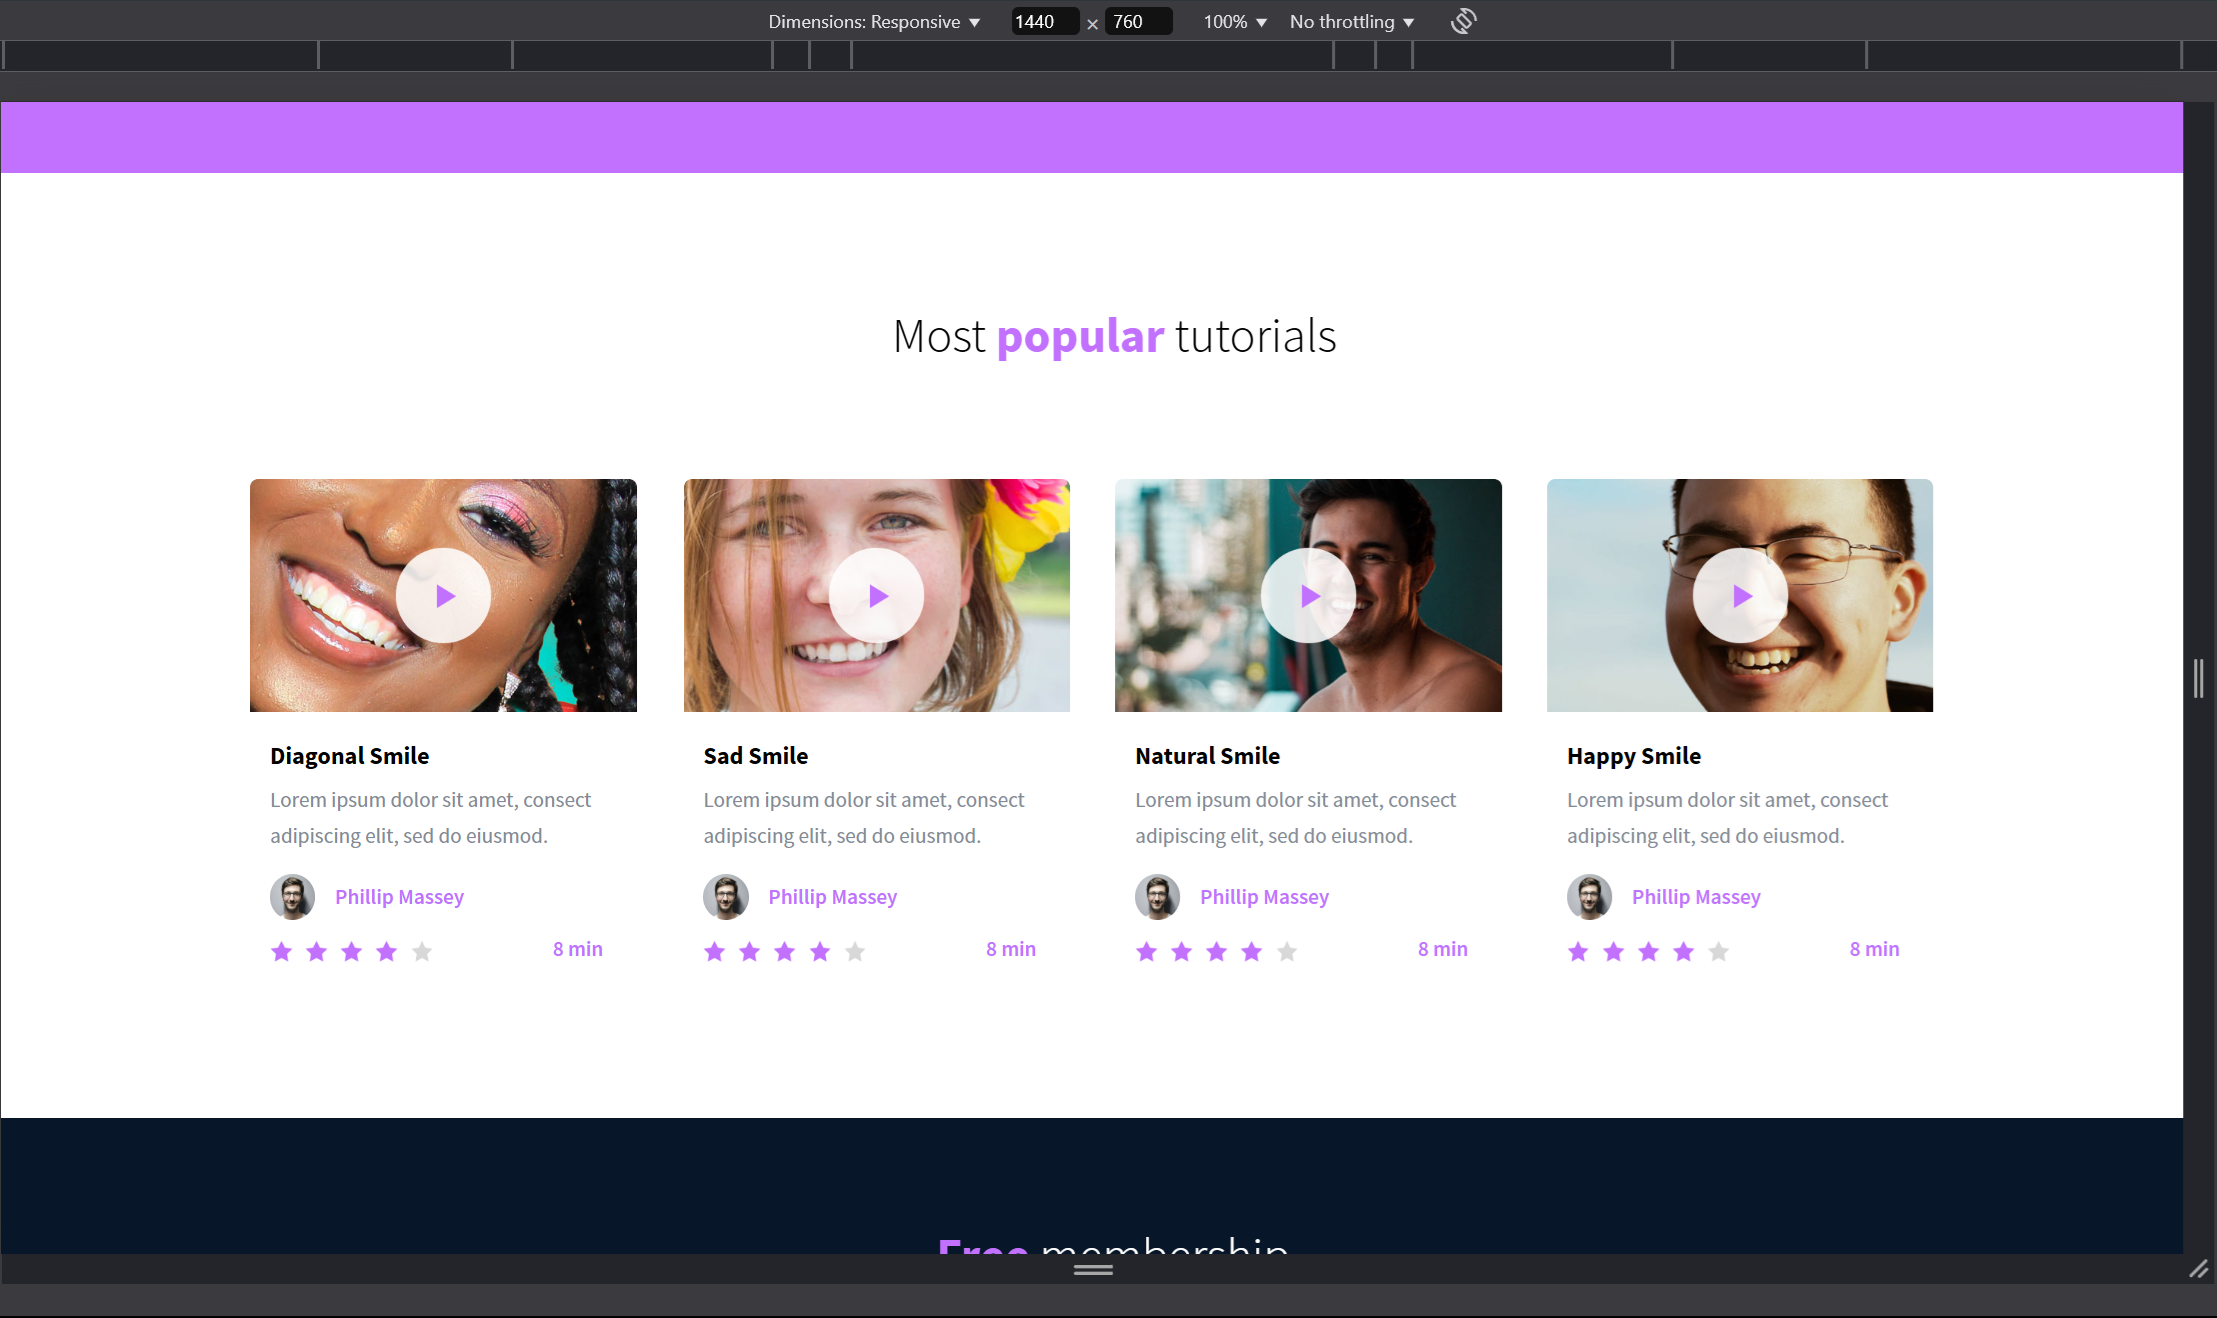 Dimensions: Responsive 1440 × 760 100% No throttling
Most popular tutorials
Diagonal Smile
Lorem ipsum dolor sit amet, consect
adipiscing elit, sed do eiusmod.
Phillip Massey
8 min
Sad Smile
Lorem ipsum dolor sit amet, consect
adipiscing elit, sed do eiusmod.
Phillip Massey
8 min
Natural Smile
Lorem ipsum dolor sit amet, consect
adipiscing elit, sed do eiusmod.
Phillip Massey
8 min
Happy Smile
Lorem ipsum dolor sit amet, consect
adipiscing elit, sed do eiusmod.
Phillip Massey
8 min
Free membership